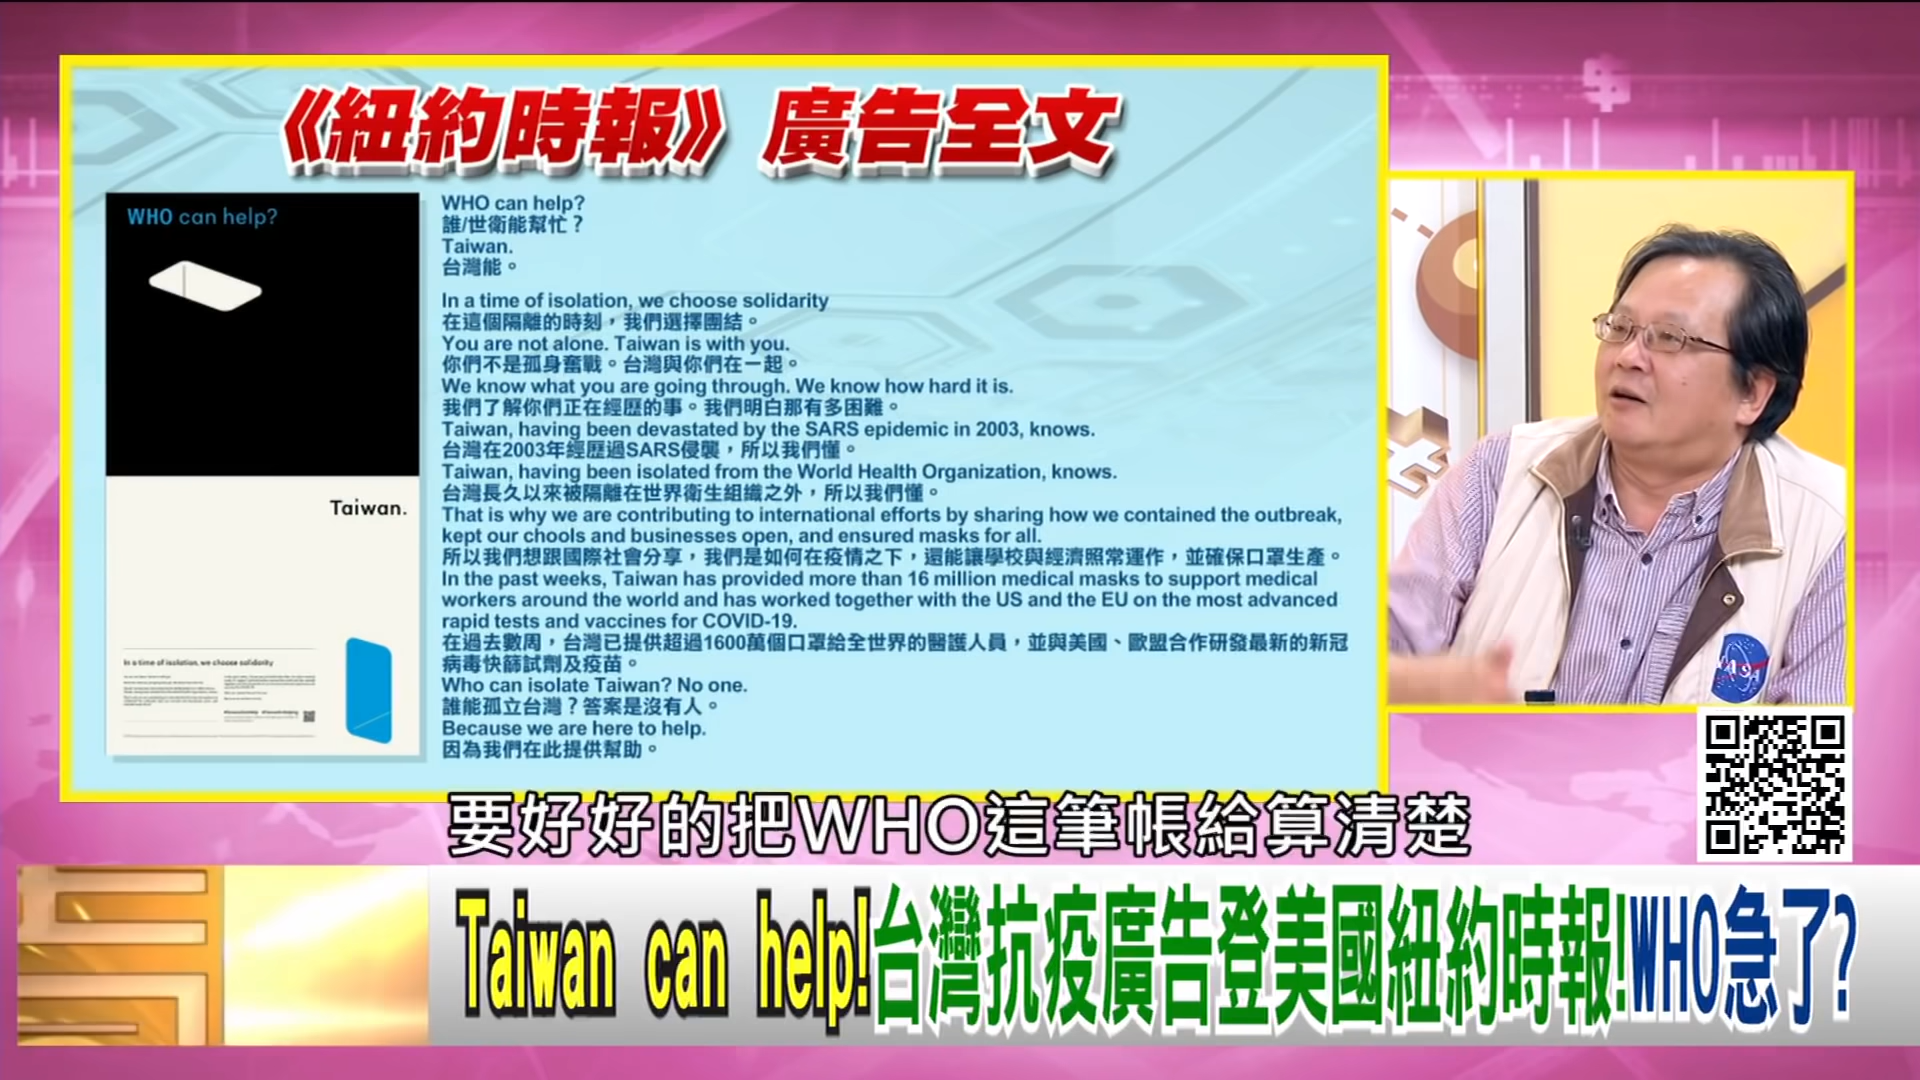 《紐約時報》廣告全文
WHO can help?
Taiwan.
In a time of isolation, we choose solidarity
WHO can help?
誰/世衛能幫忙？
Taiwan.
台灣能。
In a time of isolation, we choose solidarity
在這個隔離的時刻，我們選擇團結。
You are not alone. Taiwan is with you.
你們不是孤身奮戰。台灣與你們在一起。
We know what you are going through. We know how hard it is.
我們了解你們正在經歷的事。我們明白那有多困難。
Taiwan, having been devastated by the SARS epidemic in 2003, knows.
台灣在2003年經歷過SARS侵襲，所以我們懂。
Taiwan, having been isolated from the World Health Organization, knows.
台灣長久以來被隔離在世界衛生組織之外，所以我們懂。
That is why we are contributing to international efforts by sharing how we contained the outbreak,
kept our chools and businesses open, and ensured masks for all.
所以我們想跟國際社會分享，我們是如何在疫情之下，還能讓學校與經濟照常運作，並確保口罩生產。
In the past weeks, Taiwan has provided more than 16 million medical masks to support medical
workers around the world and has worked together with the US and the EU on the most advanced
rapid tests and vaccines for COVID-19.
在過去數周，台灣已提供超過1600萬個口罩給全世界的醫護人員，並與美國、歐盟合作研發最新的新冠
病毒快篩試劑及疫苗。
Who can isolate Taiwan? No one.
誰能孤立台灣？答案是沒有人。
Because we are here to help.
因為我們在此提供幫助。
NASA
要好好的把WHO這筆帳給算清楚
Taiwan can help!台灣抗疫廣告登美國紐約時報!WHO急了?